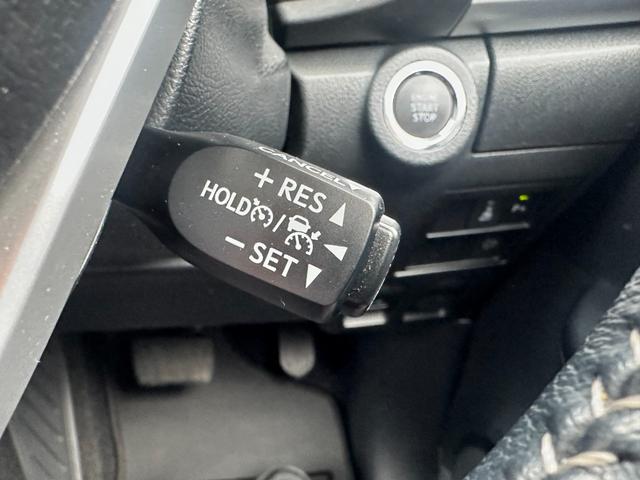 CANCEL
+ RES
HOLD /
− SET
START
STOP